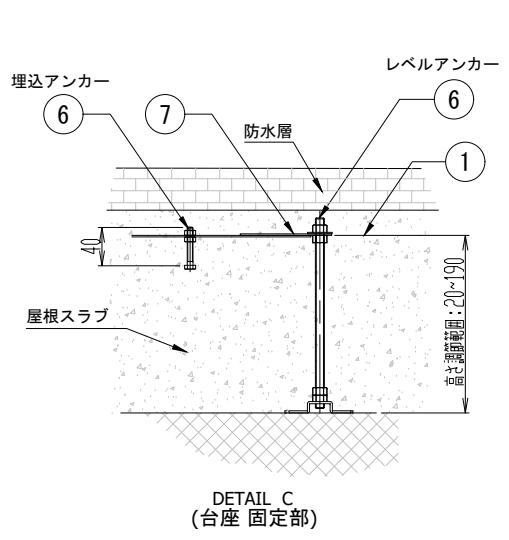 埋込アンカー
6
7
レベルアンカー
6
防水層
1
40
屋根スラブ
高さ調節範囲:20~190
DETAIL C
(台座 固定部)